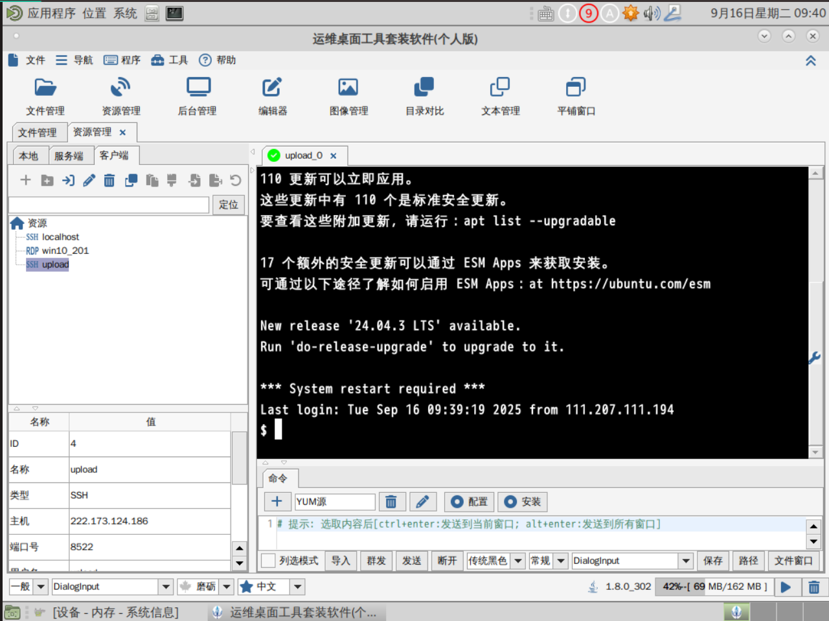 应用程序 位置 系统
9
A
9月16日星期二 09:40
运维桌面工具套装软件(个人版)
文件 导航 程序 工具 帮助
文件管理 资源管理 后台管理 编辑器 图像管理 目录对比 文本管理 平铺窗口
文件管理 资源管理
本地 服务端 客户端
定位
资源
SSH localhost
RDP win10_201
SSH upload
名称 值
ID 4
名称 upload
类型 SSH
主机 222.173.124.186
端口号 8522
upload_0
110 更新可以立即应用。
这些更新中有 110 个是标准安全更新。
要查看这些附加更新，请运行：apt list --upgradable
17 个额外的安全更新可以通过 ESM Apps 来获取安装。
可通过以下途径了解如何启用 ESM Apps：at https://ubuntu.com/esm
New release '24.04.3 LTS' available.
Run 'do-release-upgrade' to upgrade to it.
*** System restart required ***
Last login: Tue Sep 16 09:39:19 2025 from 111.207.111.194
$
命令
YUM源 配置 安装
1 # 提示: 选取内容后[ctrl+enter:发送到当前窗口; alt+enter:发送到所有窗口]
列选模式 导入 群发 发送 断开 传统黑色 常规 DialogInput 保存 路径 文件窗口
一般 DialogInput 磨砺 中文 1.8.0_302 42%-[ 69 MB/162 MB ]
[设备 - 内存 - 系统信息] 运维桌面工具套装软件(个...